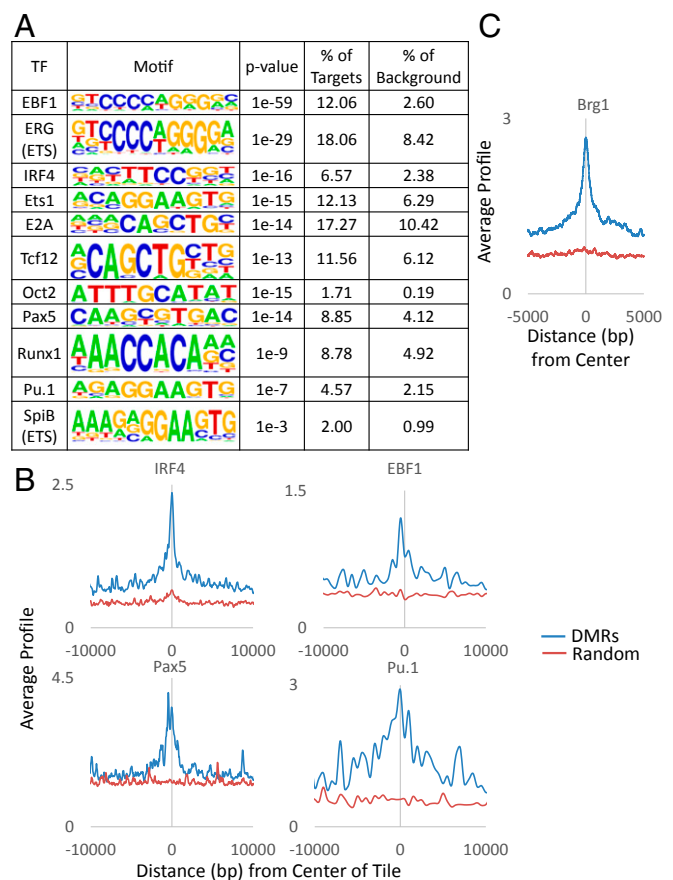 A
TF Motif p-value % of Targets % of Background
EBF1 1e-59 12.06 2.60
ERG (ETS) 1e-29 18.06 8.42
IRF4 1e-16 6.57 2.38
Ets1 1e-15 12.13 6.29
E2A 1e-14 17.27 10.42
Tcf12 1e-13 11.56 6.12
Oct2 ATTTGCATAT 1e-15 1.71 0.19
Pax5 CAAGCGTGAC 1e-14 8.85 4.12
Runx1 1e-9 8.78 4.92
Pu.1 AGAGGAAGTG 1e-7 4.57 2.15
SpiB (ETS) 1e-3 2.00 0.99
C
Brg1
3
Average Profile
0
-5000 0 5000
Distance (bp)
from Center
B
IRF4
2.5
0
-10000 0 10000
EBF1
1.5
0
-10000 0 10000
Pax5
4.5
0
-10000 0 10000
Pu.1
3
0
-10000 0 10000
Average Profile
Distance (bp) from Center of Tile
DMRs
Random